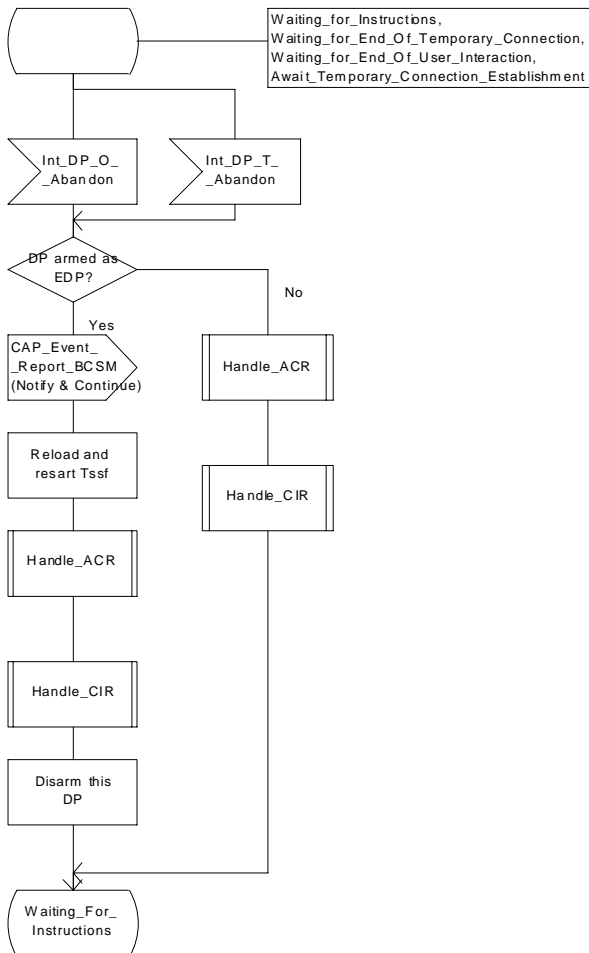 Waiting_for_Instructions,
Waiting_for_End_Of_Temporary_Connection,
Waiting_for_End_Of_User_Interaction,
Await_Temporary_Connection_Establishment
Int_DP_O_
_Abandon
Int_DP_T_
_Abandon
DP armed as
EDP?
No
Yes
CAP_Event_
_Report_BCSM
(Notify & Continue)
Handle_ACR
Reload and
resart Tssf
Handle_CIR
Handle_ACR
Handle_CIR
Disarm this
DP
Waiting_For_
Instructions